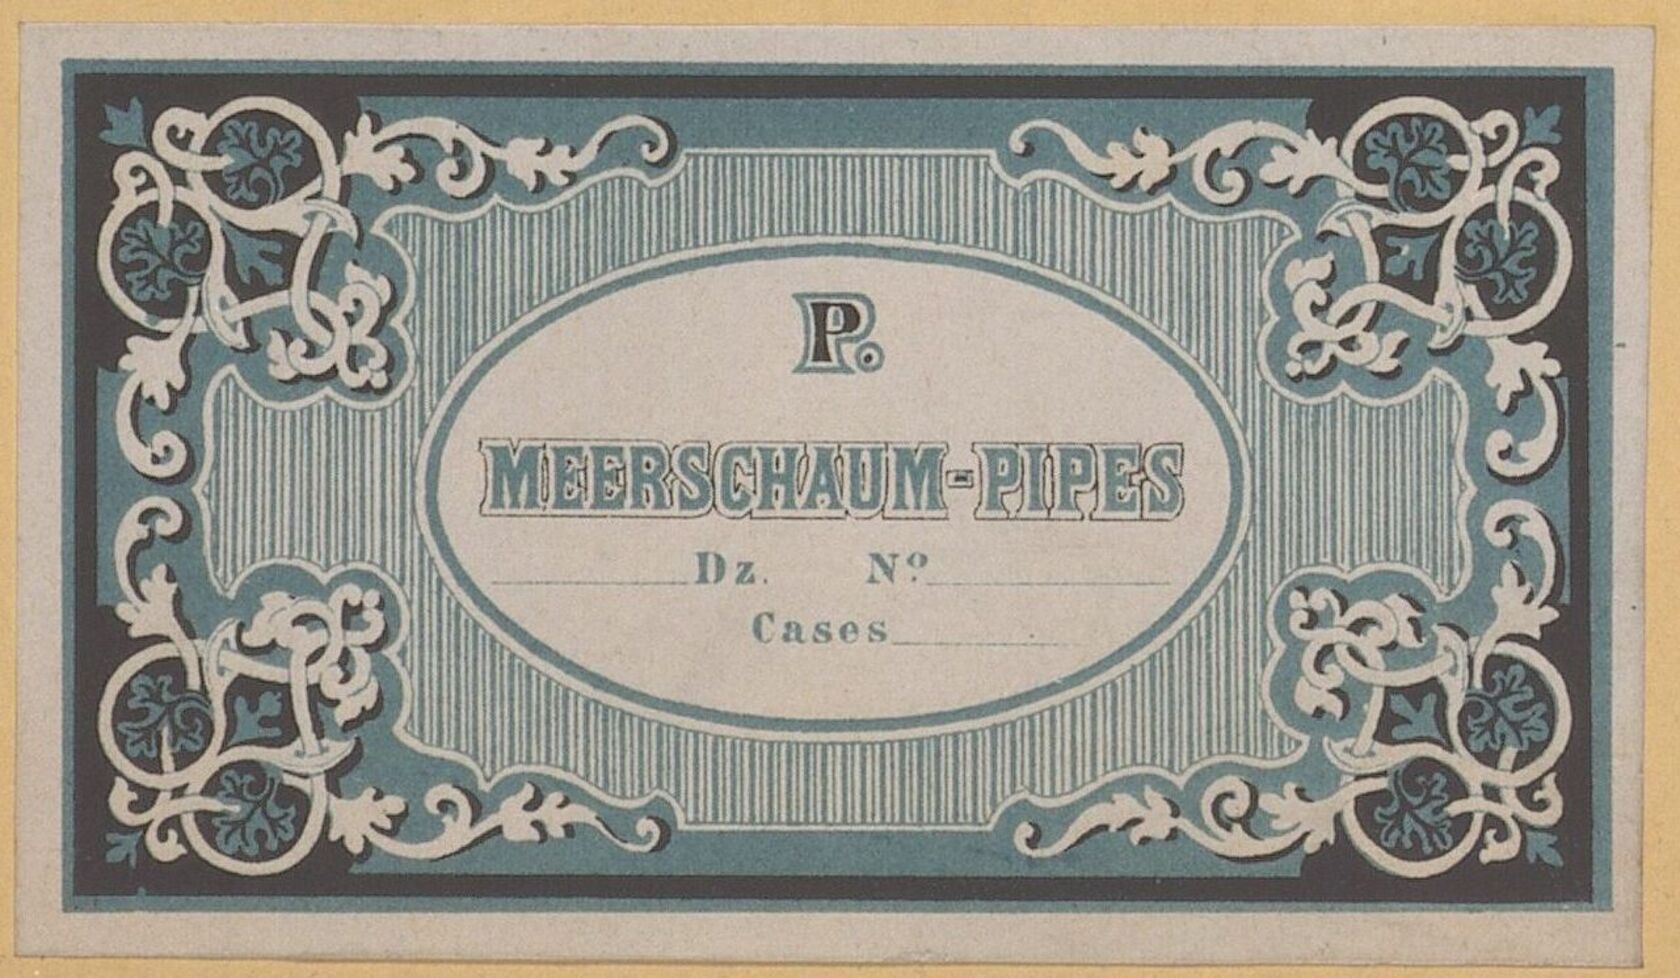 P.
MEERSCHAUM-PIPES
Dz. Nº
Cases